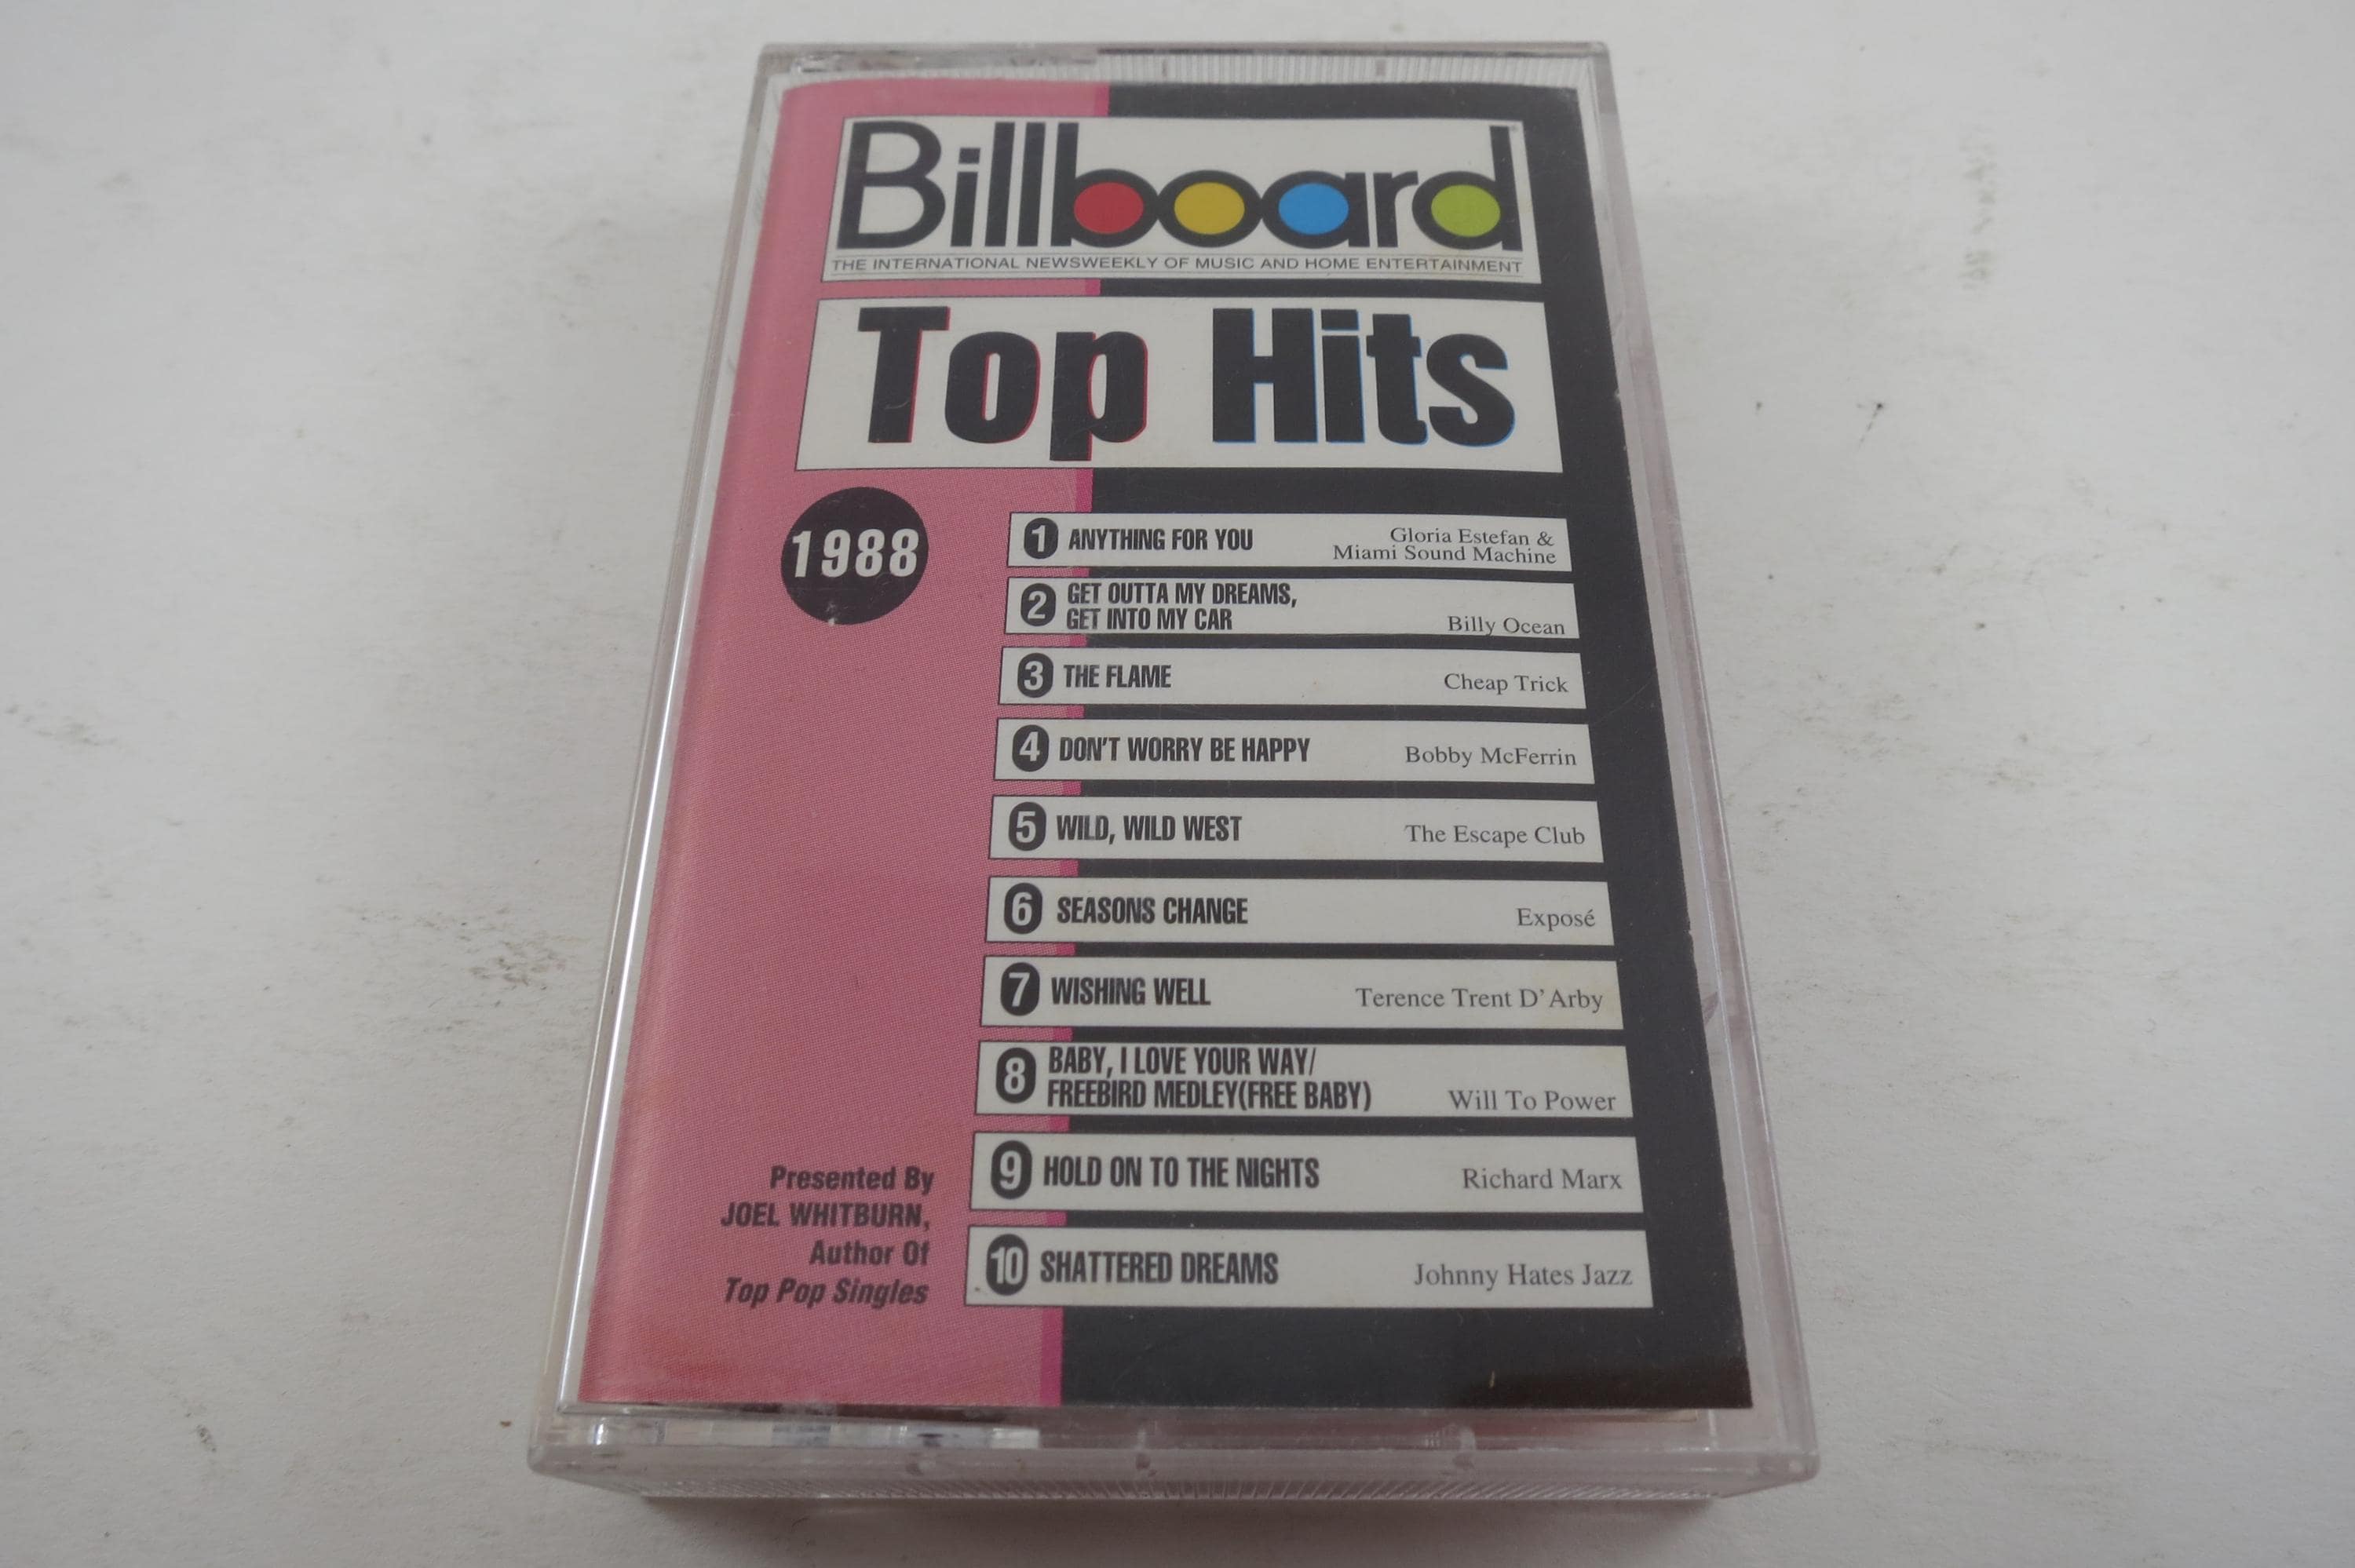 Billboard
THE INTERNATIONAL NEWSWEEKLY OF MUSIC AND HOME ENTERTAINMENT
Top Hits
1988
1 ANYTHING FOR YOU Gloria Estefan &
Miami Sound Machine
2 GET OUTTA MY DREAMS,
GET INTO MY CAR Billy Ocean
3 THE FLAME Cheap Trick
4 DON'T WORRY BE HAPPY Bobby McFerrin
5 WILD, WILD WEST The Escape Club
6 SEASONS CHANGE Exposé
7 WISHING WELL Terence Trent D'Arby
8 BABY, I LOVE YOUR WAY/
FREEBIRD MEDLEY(FREE BABY) Will To Power
9 HOLD ON TO THE NIGHTS Richard Marx
10 SHATTERED DREAMS Johnny Hates Jazz
Presented By
JOEL WHITBURN,
Author Of
Top Pop Singles